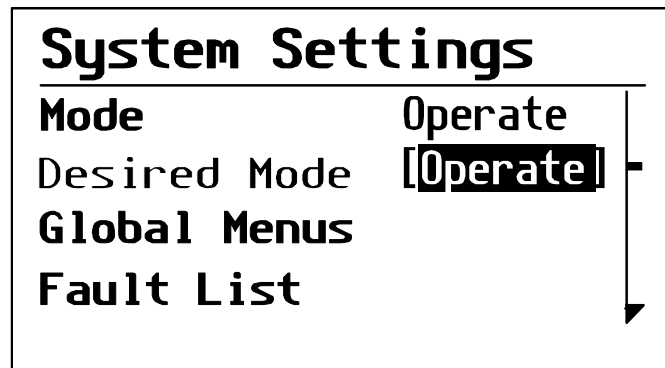 System Settings
Mode Operate
Desired Mode [Operate]
Global Menus
Fault List